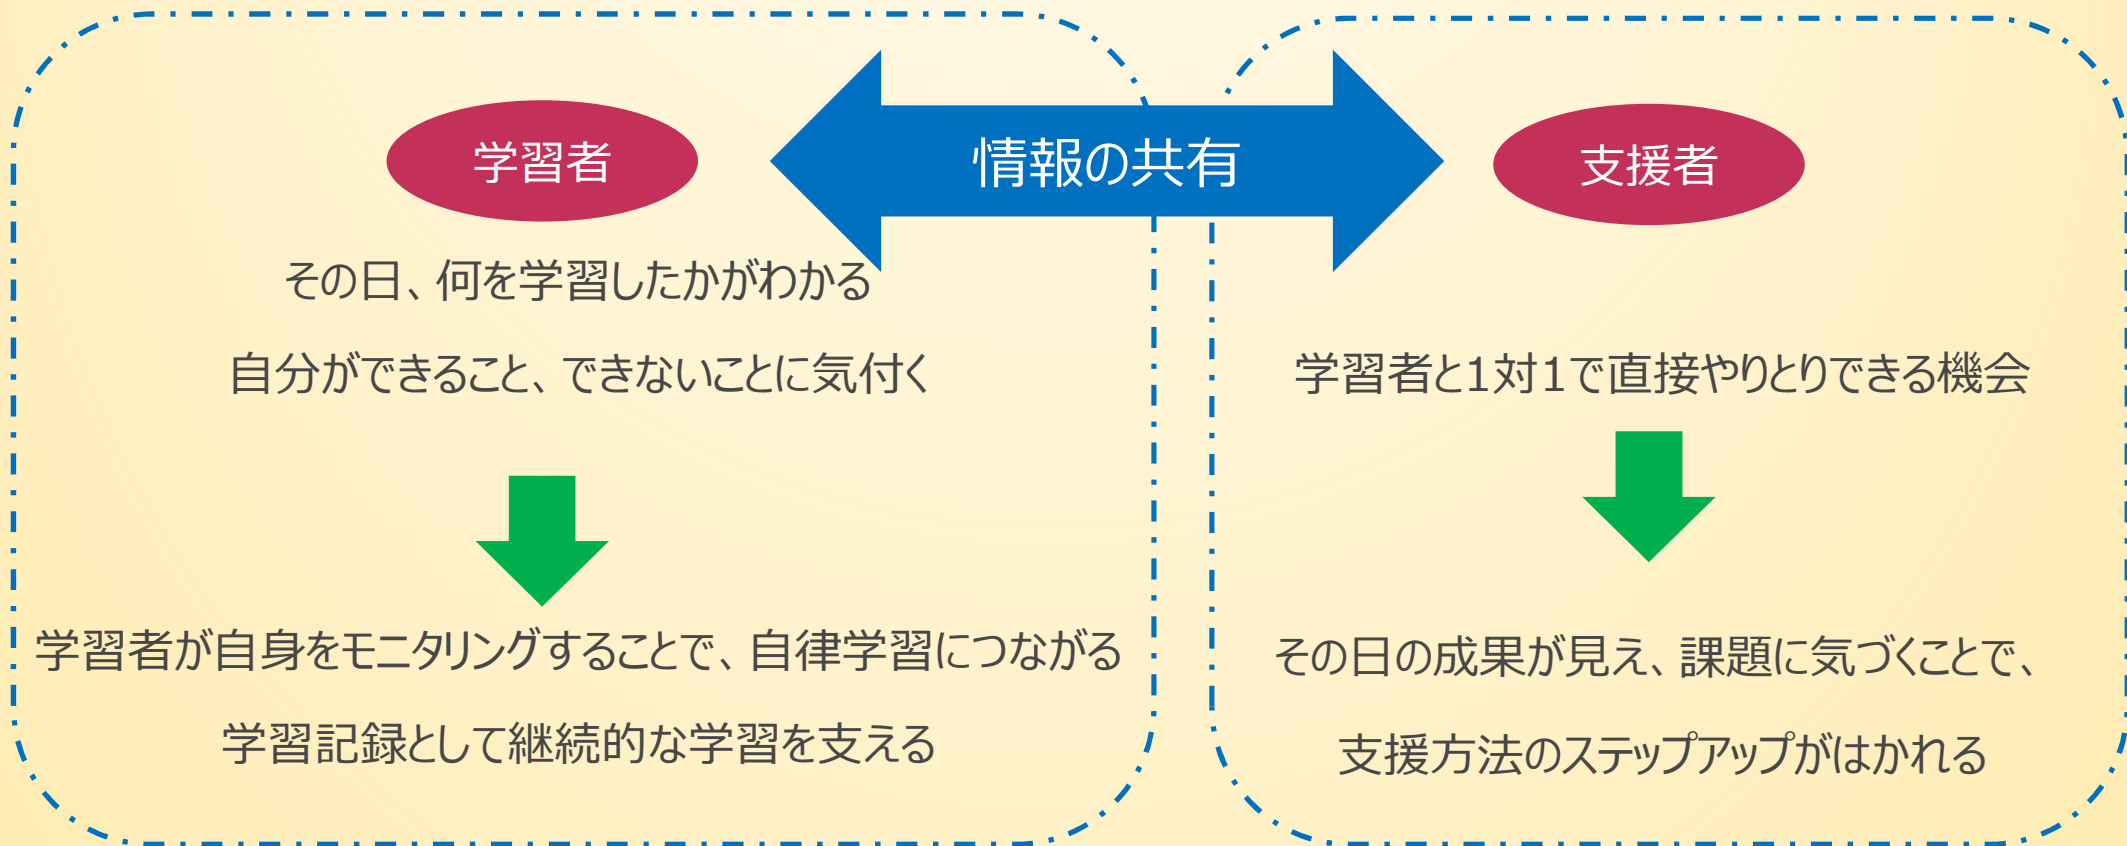 学習者
情報の共有
支援者
その日、何を学習したかがわかる
自分ができること、できないことに気付く
学習者が自身をモニタリングすることで、自律学習につながる
学習記録として継続的な学習を支える
学習者と1対1で直接やりとりできる機会
その日の成果が見え、課題に気づくことで、
支援方法のステップアップがはかれる